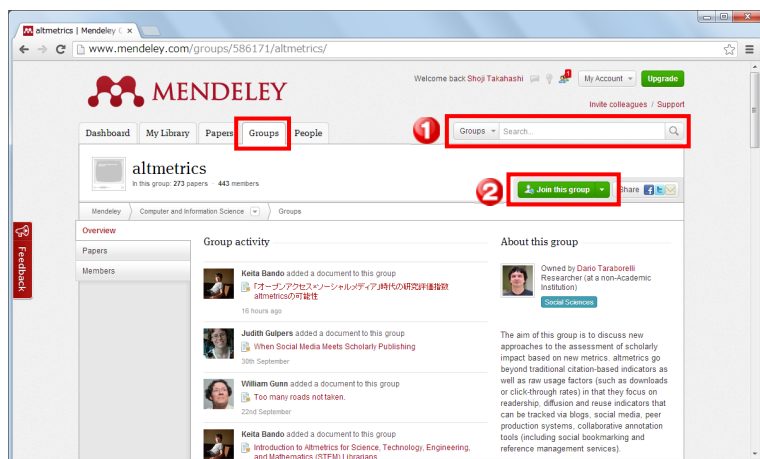 altmetrics | Mendeley G
www.mendeley.com/groups/586171/altmetrics/
MENDELEY
Welcome back Shoji Takahashi
My Account
Upgrade
Invite colleagues / Support
Dashboard My Library Papers Groups People
1
Groups Search...
altmetrics
In this group: 273 papers · 443 members
2
Join this group
Share
Mendeley Computer and Information Science Groups
Feedback
Overview
Papers
Members
Group activity
Keita Bando added a document to this group
「オープンアクセス×ソーシャルメディア」時代の研究評価指数
altmetricsの可能性
16 hours ago
Judith Gulpers added a document to this group
When Social Media Meets Scholarly Publishing
30th September
William Gunn added a document to this group
Too many roads not taken.
22nd September
Keita Bando added a document to this group
Introduction to Altmetrics for Science, Technology, Engineering,
and Mathematics (STEM) Librarians
About this group
Owned by Dario Taraborelli
Researcher (at a non-Academic
Institution)
Social Sciences
The aim of this group is to discuss new
approaches to the assessment of scholarly
impact based on new metrics. altmetrics go
beyond traditional citation-based indicators as
well as raw usage factors (such as downloads
or click-through rates) in that they focus on
readership, diffusion and reuse indicators that
can be tracked via blogs, social media, peer
production systems, collaborative annotation
tools (including social bookmarking and
reference management services).